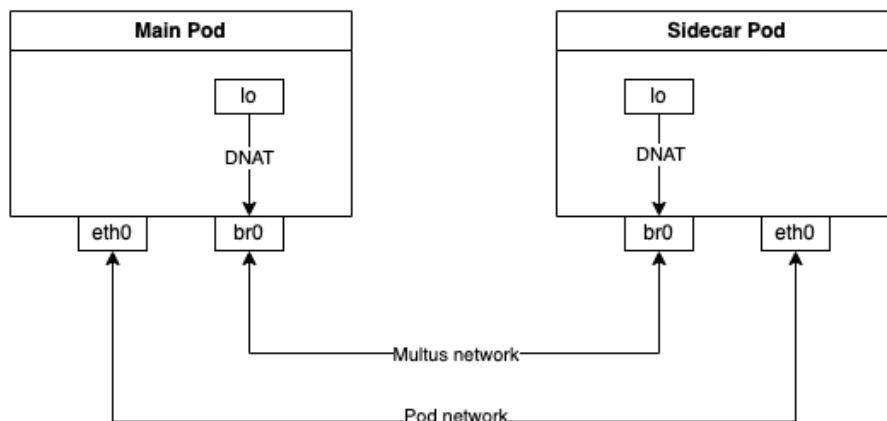 Main Pod
Sidecar Pod
lo
lo
DNAT
DNAT
eth0
br0
br0
eth0
Multus network
Pod network